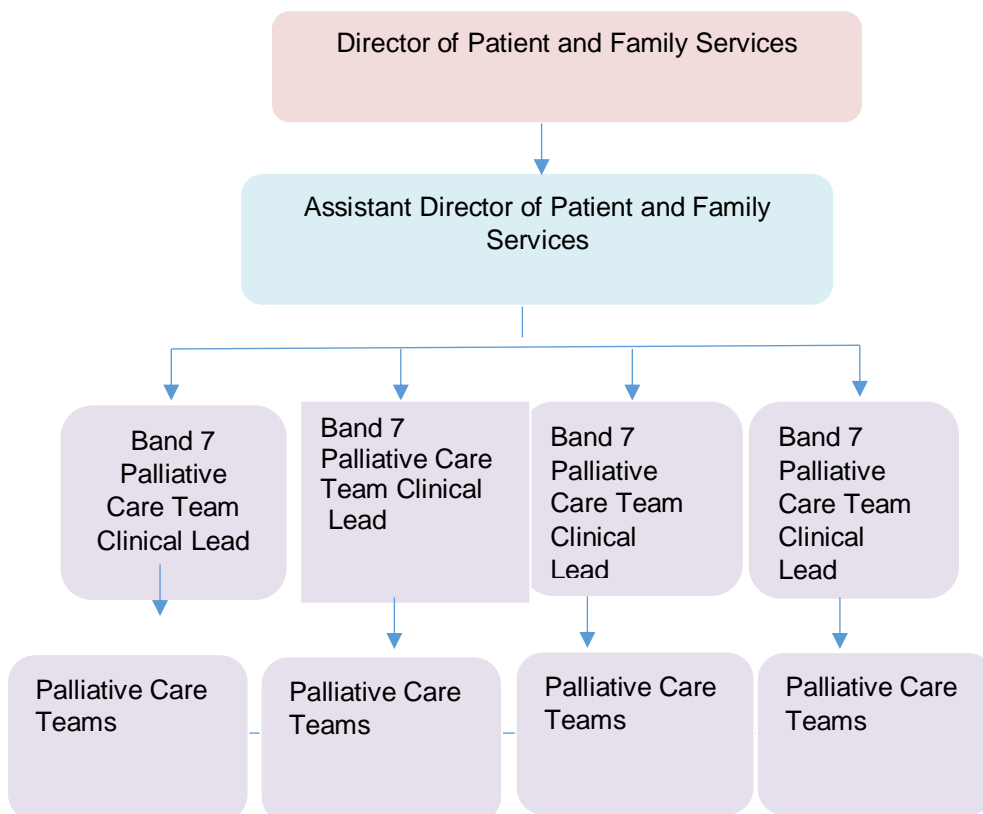 Director of Patient and Family Services
Assistant Director of Patient and Family
Services
Band 7
Palliative
Care Team
Clinical Lead
Band 7
Palliative Care
Team Clinical
Lead
Band 7
Palliative
Care Team
Clinical
Lead
Band 7
Palliative
Care Team
Clinical
Lead
Palliative Care
Teams
Palliative Care
Teams
Palliative Care
Teams
Palliative Care
Teams